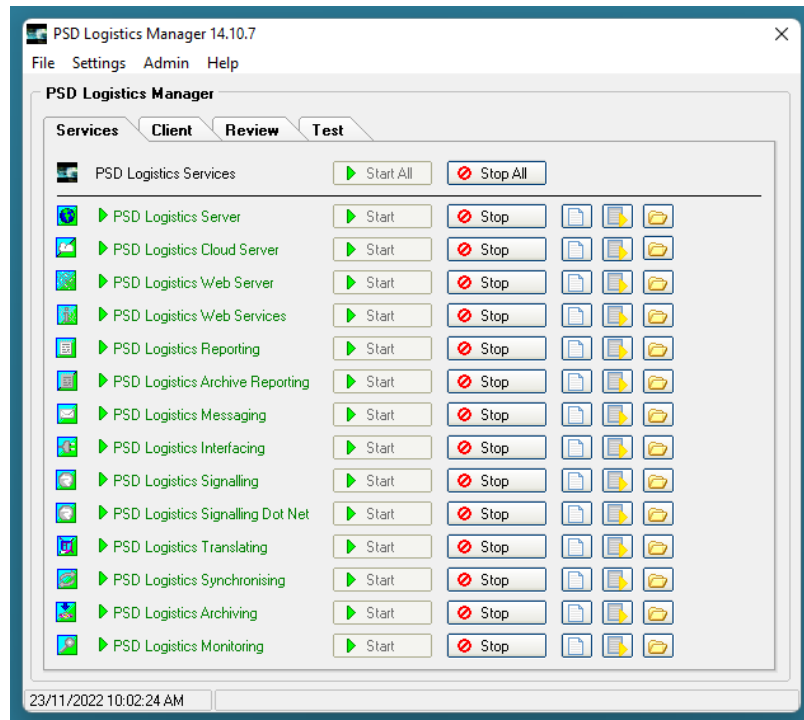 PSD Logistics Manager 14.10.7
File Settings Admin Help
PSD Logistics Manager
Services Client Review Test
PSD Logistics Services Start All Stop All
PSD Logistics Server Start Stop
PSD Logistics Cloud Server Start Stop
PSD Logistics Web Server Start Stop
PSD Logistics Web Services Start Stop
PSD Logistics Reporting Start Stop
PSD Logistics Archive Reporting Start Stop
PSD Logistics Messaging Start Stop
PSD Logistics Interfacing Start Stop
PSD Logistics Signalling Start Stop
PSD Logistics Signalling Dot Net Start Stop
PSD Logistics Translating Start Stop
PSD Logistics Synchronising Start Stop
PSD Logistics Archiving Start Stop
PSD Logistics Monitoring Start Stop
23/11/2022 10:02:24 AM